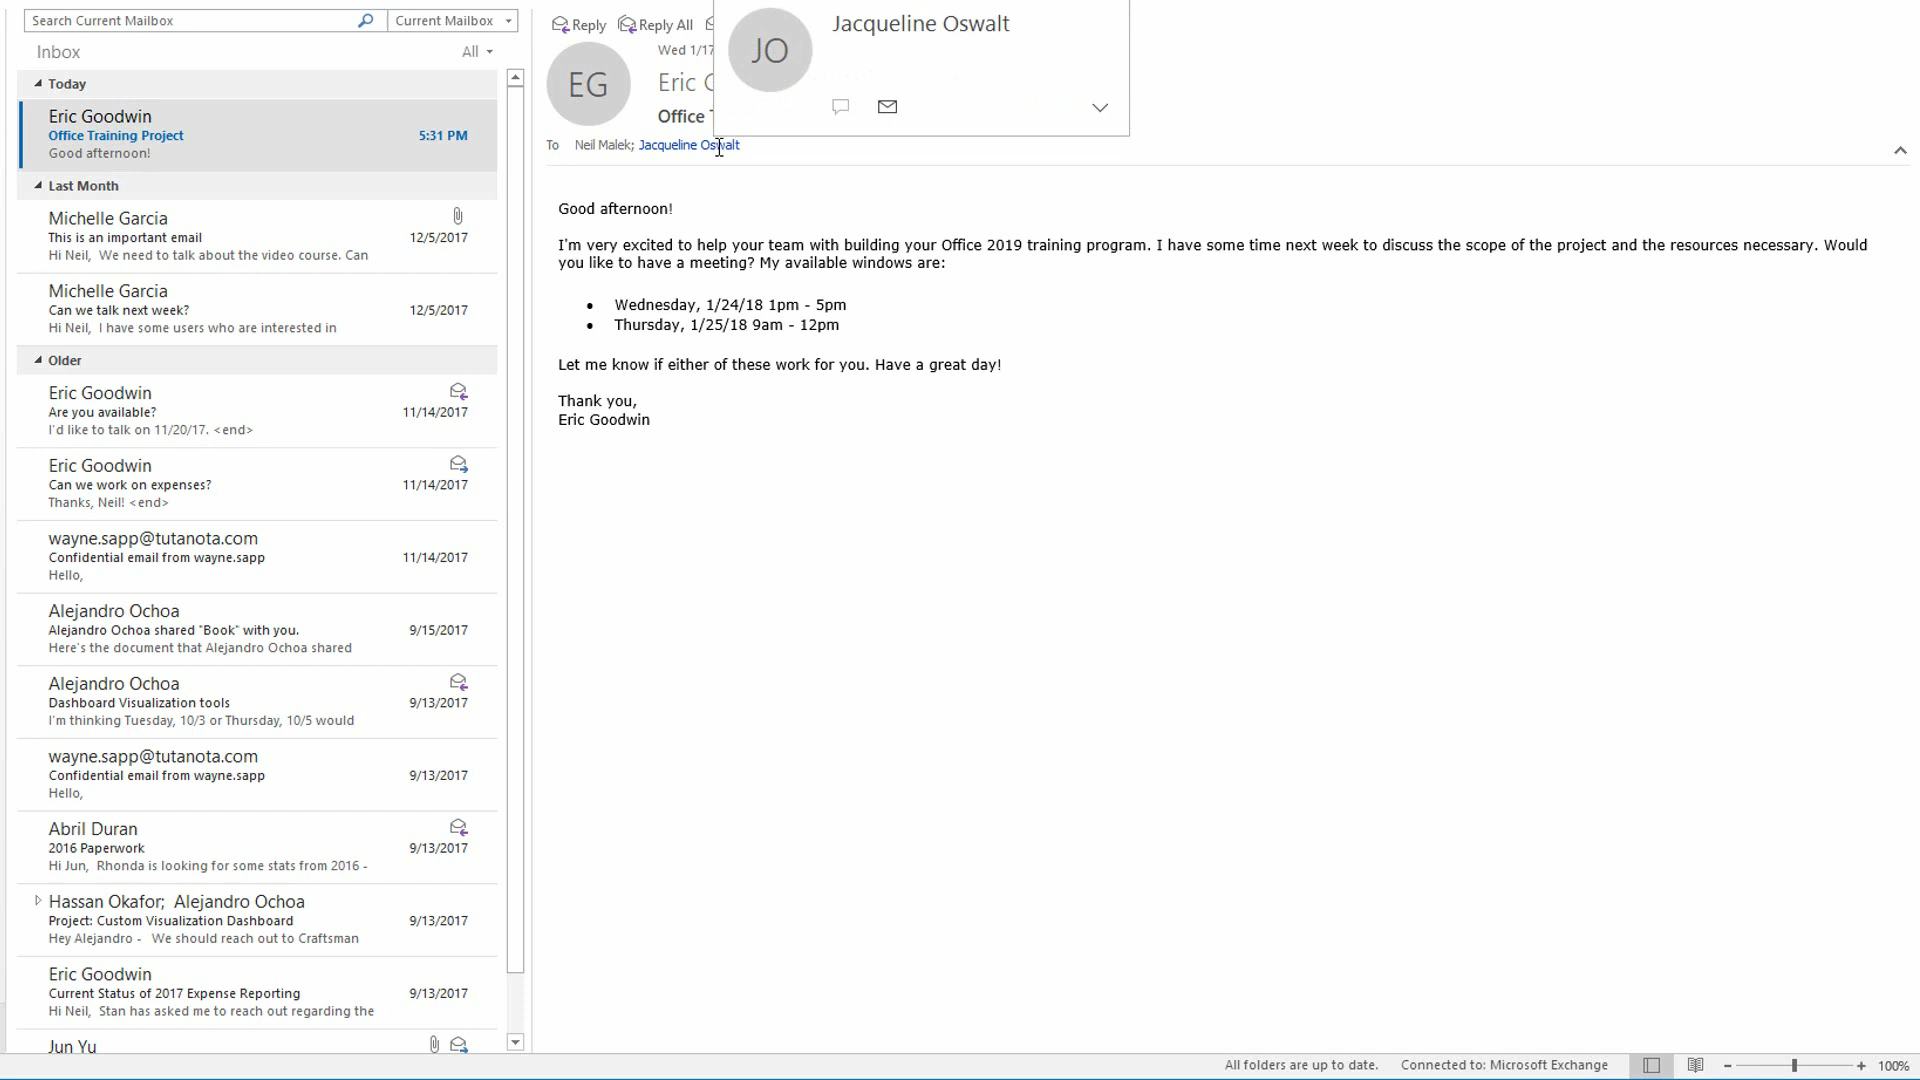 Search Current Mailbox
Current Mailbox
Inbox
All
Today
Eric Goodwin
Office Training Project 5:31 PM
Good afternoon!
Last Month
Michelle Garcia
This is an important email 12/5/2017
Hi Neil, We need to talk about the video course. Can
Michelle Garcia
Can we talk next week? 12/5/2017
Hi Neil, I have some users who are interested in
Older
Eric Goodwin
Are you available? 11/14/2017
I'd like to talk on 11/20/17. <end>
Eric Goodwin
Can we work on expenses? 11/14/2017
Thanks, Neil! <end>
wayne.sapp@tutanota.com
Confidential email from wayne.sapp 11/14/2017
Hello,
Alejandro Ochoa
Alejandro Ochoa shared "Book" with you. 9/15/2017
Here's the document that Alejandro Ochoa shared
Alejandro Ochoa
Dashboard Visualization tools 9/13/2017
I'm thinking Tuesday, 10/3 or Thursday, 10/5 would
wayne.sapp@tutanota.com
Confidential email from wayne.sapp 9/13/2017
Hello,
Abril Duran
2016 Paperwork 9/13/2017
Hi Jun, Rhonda is looking for some stats from 2016 -
Hassan Okafor; Alejandro Ochoa
Project: Custom Visualization Dashboard 9/13/2017
Hey Alejandro - We should reach out to Craftsman
Eric Goodwin
Current Status of 2017 Expense Reporting 9/13/2017
Hi Neil, Stan has asked me to reach out regarding the
Jun Yu
Reply Reply All
Wed 1/17
EG
Eric G
Office T
JO
Jacqueline Oswalt
To Neil Malek; Jacqueline Oswalt
Good afternoon!
I'm very excited to help your team with building your Office 2019 training program. I have some time next week to discuss the scope of the project and the resources necessary. Would
you like to have a meeting? My available windows are:
• Wednesday, 1/24/18 1pm - 5pm
• Thursday, 1/25/18 9am - 12pm
Let me know if either of these work for you. Have a great day!
Thank you,
Eric Goodwin
All folders are up to date. Connected to: Microsoft Exchange 100%